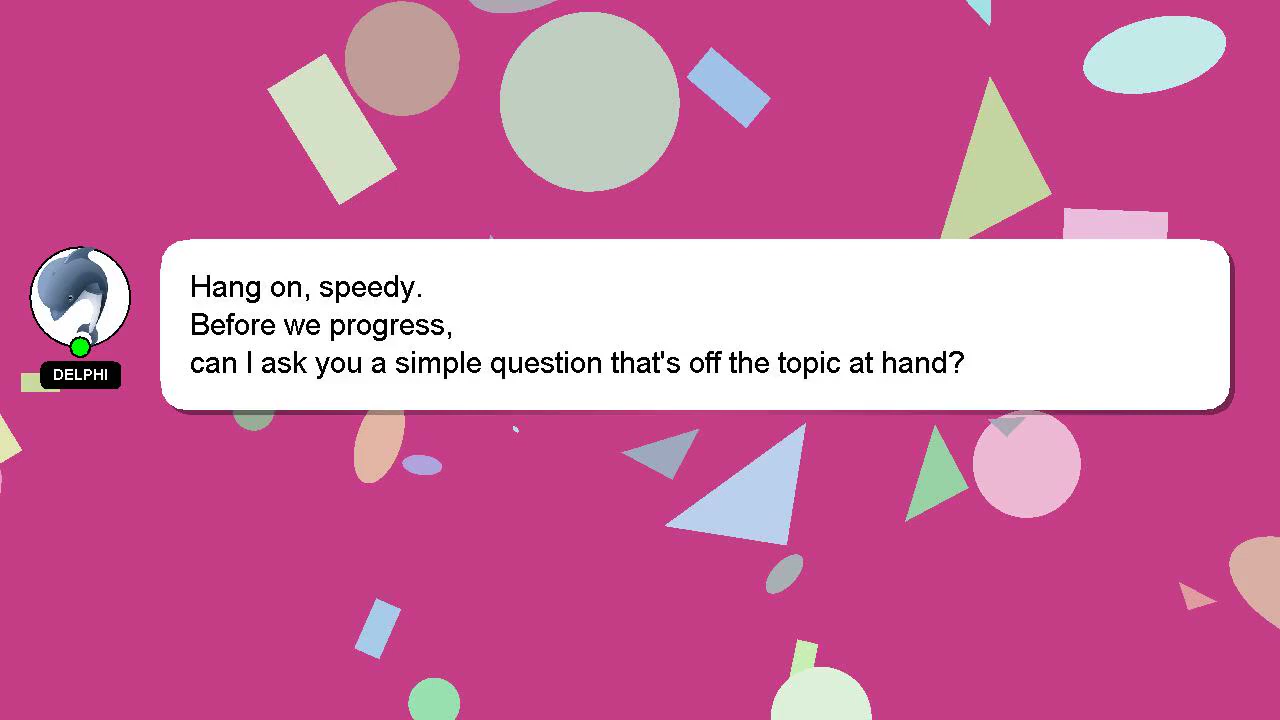 Hang on, speedy.
Before we progress,
can I ask you a simple question that's off the topic at hand?
DELPHI